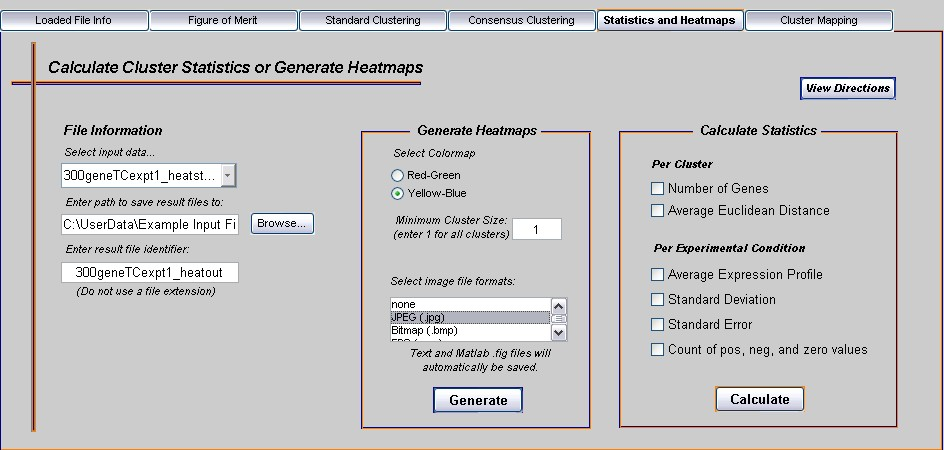 Loaded File Info
Figure of Merit
Standard Clustering
Consensus Clustering
Statistics and Heatmaps
Cluster Mapping
Calculate Cluster Statistics or Generate Heatmaps
View Directions
File Information
Select input data...
300geneTCexpt1_heatst...
Enter path to save result files to:
C:\UserData\Example Input Fi
Browse...
Enter result file identifier:
300geneTCexpt1_heatout
(Do not use a file extension)
Generate Heatmaps
Select Colormap
Red-Green
Yellow-Blue
Minimum Cluster Size:
(enter 1 for all clusters)
1
Select image file formats:
none
JPEG (.jpg)
Bitmap (.bmp)
Text and Matlab .fig files will
automatically be saved.
Generate
Calculate Statistics
Per Cluster
Number of Genes
Average Euclidean Distance
Per Experimental Condition
Average Expression Profile
Standard Deviation
Standard Error
Count of pos, neg, and zero values
Calculate